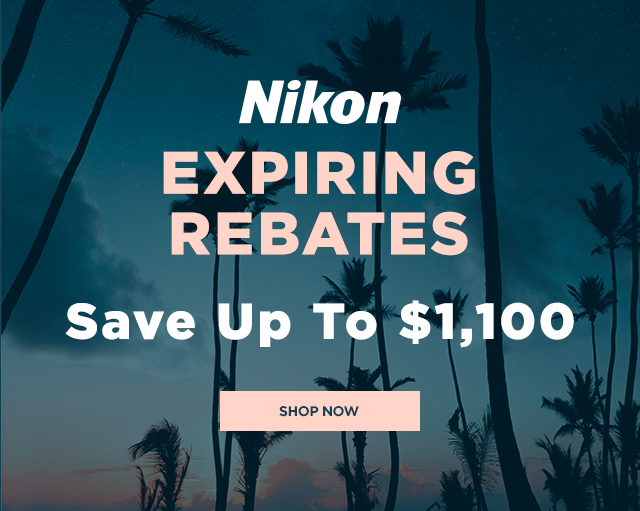 Nikon
EXPIRING
REBATES
Save Up To $1,100
SHOP NOW